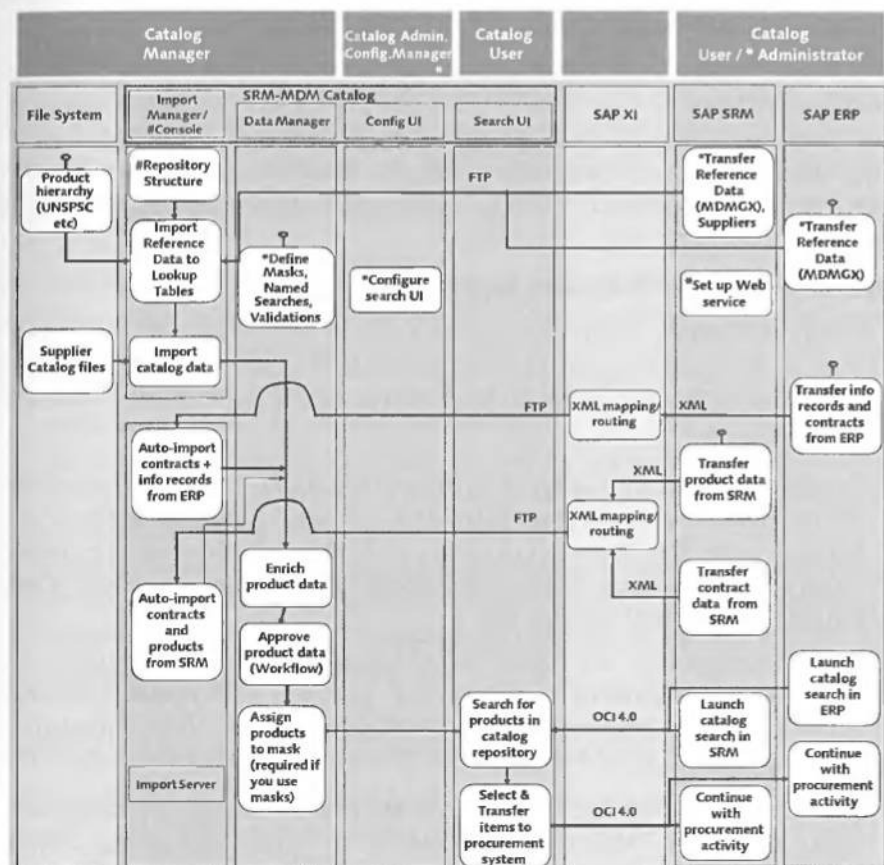 Catalog
Manager
Catalog Admin.
Config.Manager
*
Catalog
User
Catalog
User / * Administrator
File System
Import
Manager/
#Console
SRM-MDM Catalog
Data Manager
Config UI
Search UI
SAP XI
SAP SRM
SAP ERP
Product
hierarchy
(UNSPSC
etc)
#Repository
Structure
FTP
*Transfer
Reference
Data
(MDMGX),
Suppliers
Import
Reference
Data to
Lookup
Tables
*Define
Masks,
Named
Searches,
Validations
*Configure
search UI
*Set up Web
service
*Transfer
Reference
Data
(MDMGX)
Supplier
Catalog files
Import
catalog data
FTP
XML mapping/
routing
XML
Transfer info
records and
contracts
from ERP
Auto-import
contracts +
info records
from ERP
XML
Transfer
product data
from SRM
FTP
XML mapping/
routing
Enrich
product data
XML
Transfer
contract
data from
SRM
Auto-import
contracts
and
products
from SRM
Approve
product data
(Workflow)
Launch
catalog
search in
ERP
Assign
products
to mask
(required if
you use
masks)
Search for
products in
catalog
repository
OCI 4.0
Launch
catalog
search in
SRM
Import Server
Continue
with
procurement
activity
Select &
Transfer
items to
procurement
system
OCI 4.0
Continue
with
procurement
activity